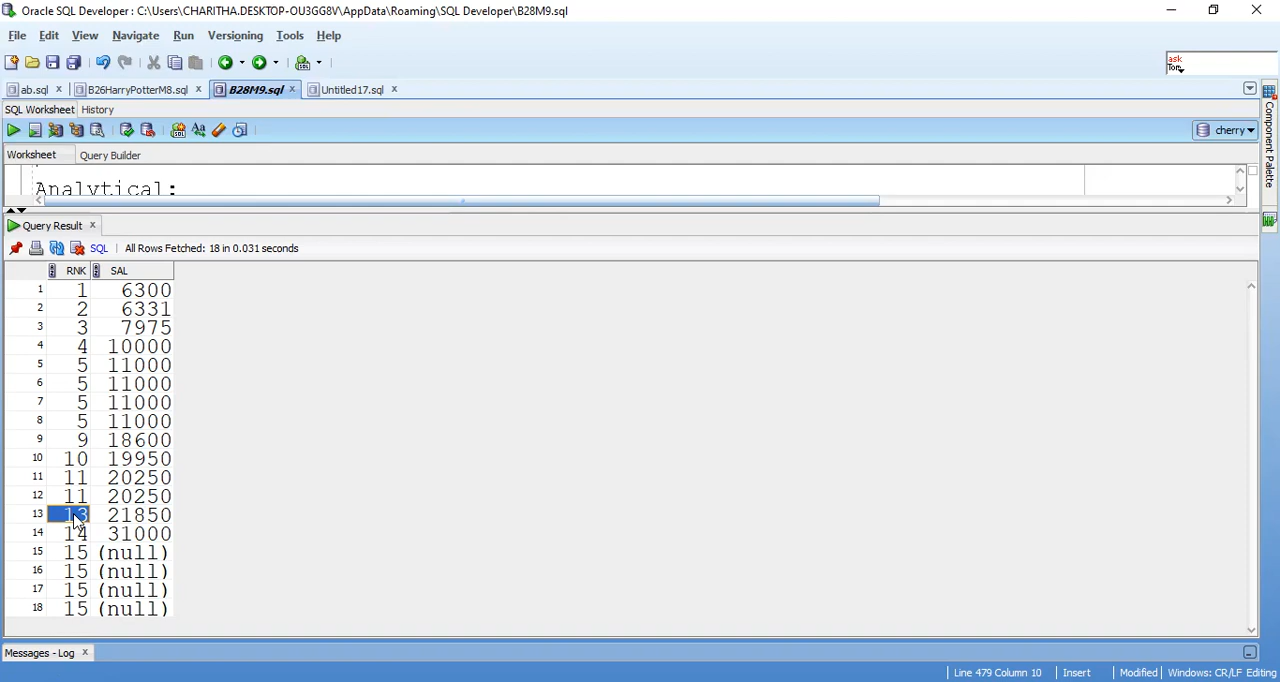 Oracle SQL Developer : C:\Users\CHARITHA.DESKTOP-OU3GG8V\AppData\Roaming\SQL Developer\B28M9.sql
File Edit View Navigate Run Versioning Tools Help
ask
Tom
ab.sql B26HarryPotterM8.sql B28M9.sql Untitled17.sql
SQL Worksheet History
cherry
Worksheet Query Builder
Analytical:
Query Result
SQL All Rows Fetched: 18 in 0.031 seconds
RNK SAL
1 1 6300
2 2 6331
3 3 7975
4 4 10000
5 5 11000
6 5 11000
7 5 11000
8 5 11000
9 9 18600
10 10 19950
11 11 20250
12 11 20250
13 13 21850
14 14 31000
15 15 (null)
16 15 (null)
17 15 (null)
18 15 (null)
Messages - Log
Line 479 Column 10 Insert Modified Windows: CR/LF Editing
Component Palette